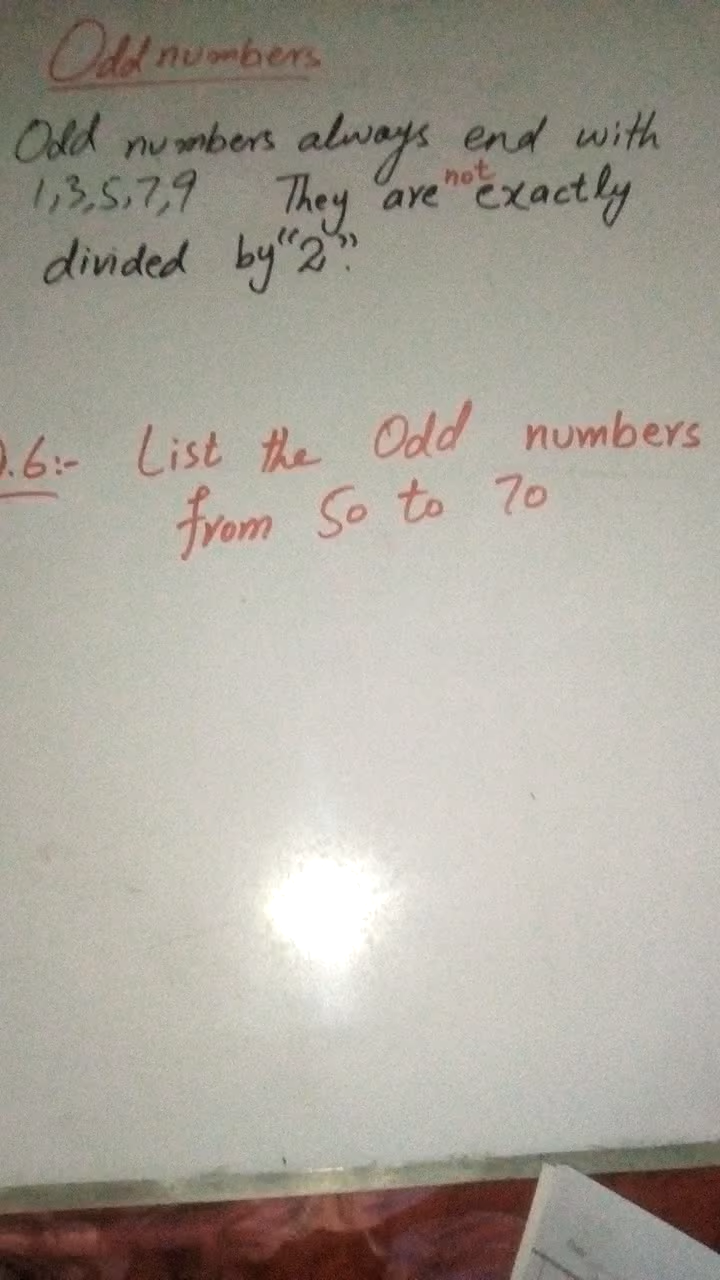 Odd numbers
Odd numbers always end with
1,3,5,7,9 They are not exactly
divided by "2".
Q.6:- List the Odd numbers
from 50 to 70